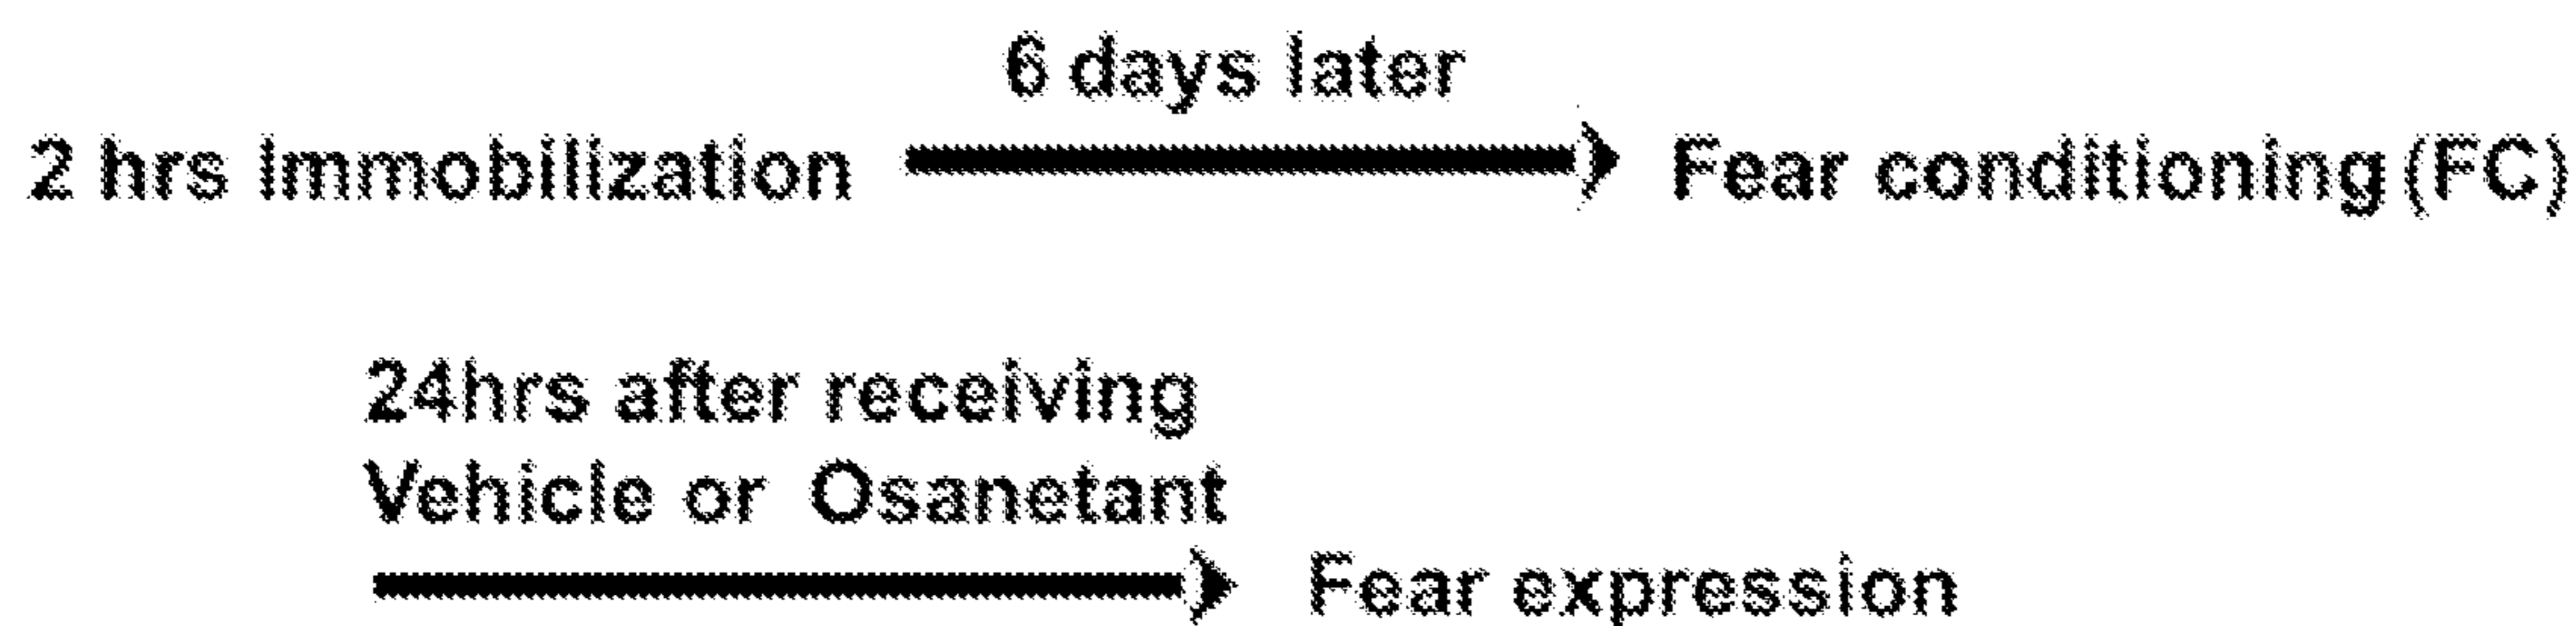 6 days later
2 hrs immobilization Fear conditioning (FC)
24hrs after receiving
Vehicle or Osanetant
Fear expression